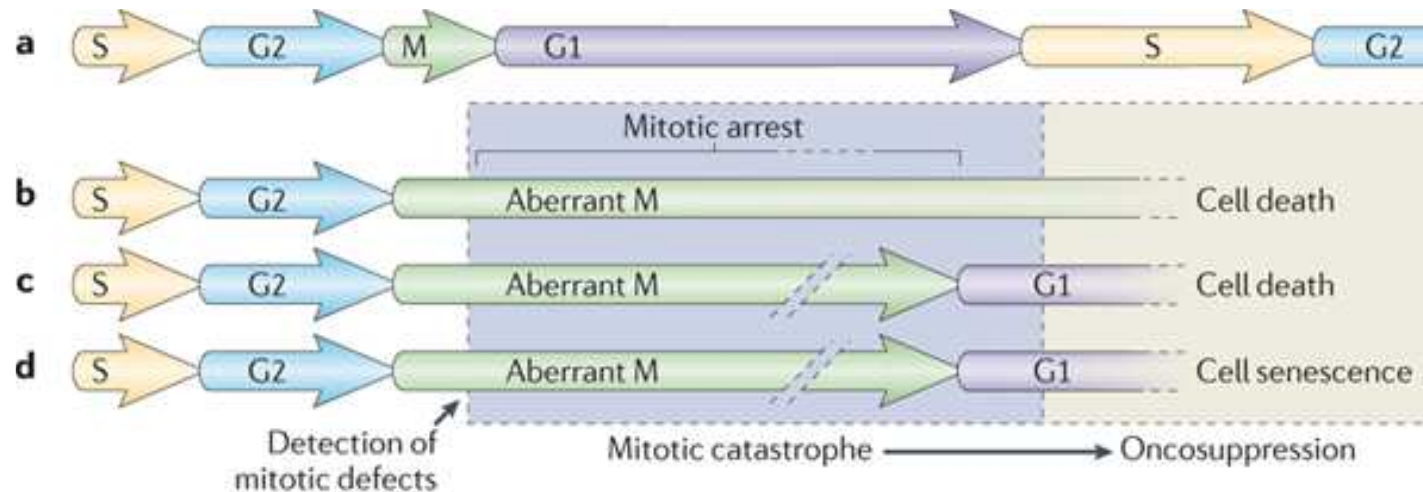 a S G2 M G1 S G2
Mitotic arrest
b S G2 Aberrant M Cell death
c S G2 Aberrant M G1 Cell death
d S G2 Aberrant M G1 Cell senescence
Detection of
mitotic defects
Mitotic catastrophe Oncosuppression